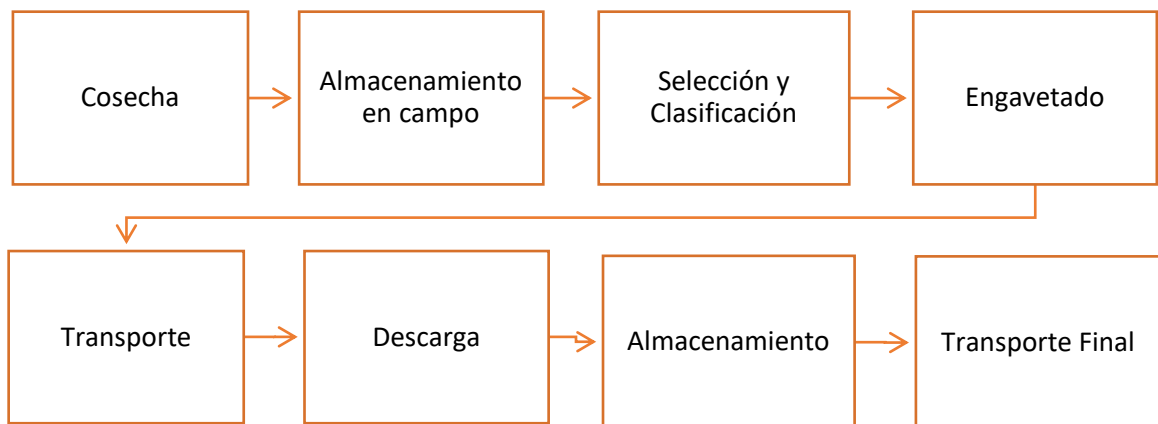 Cosecha
Almacenamiento
en campo
Selección y
Clasificación
Engavetado
Transporte
Descarga
Almacenamiento
Transporte Final